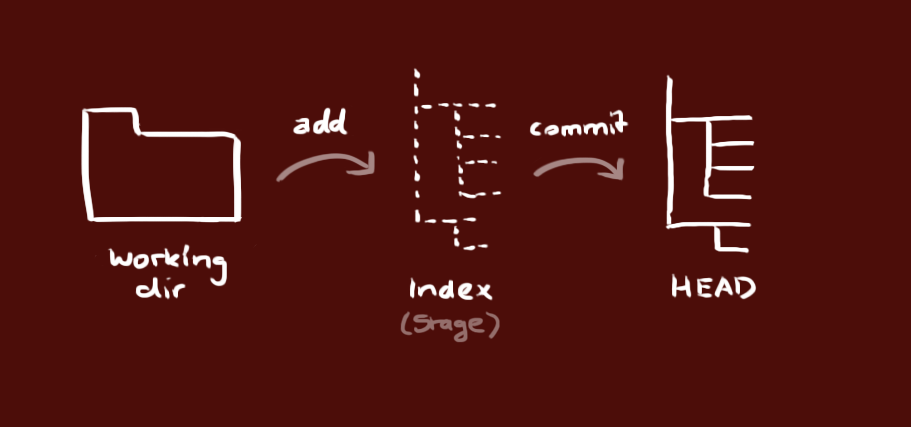 add
commit
working
dir
Index
(Stage)
HEAD